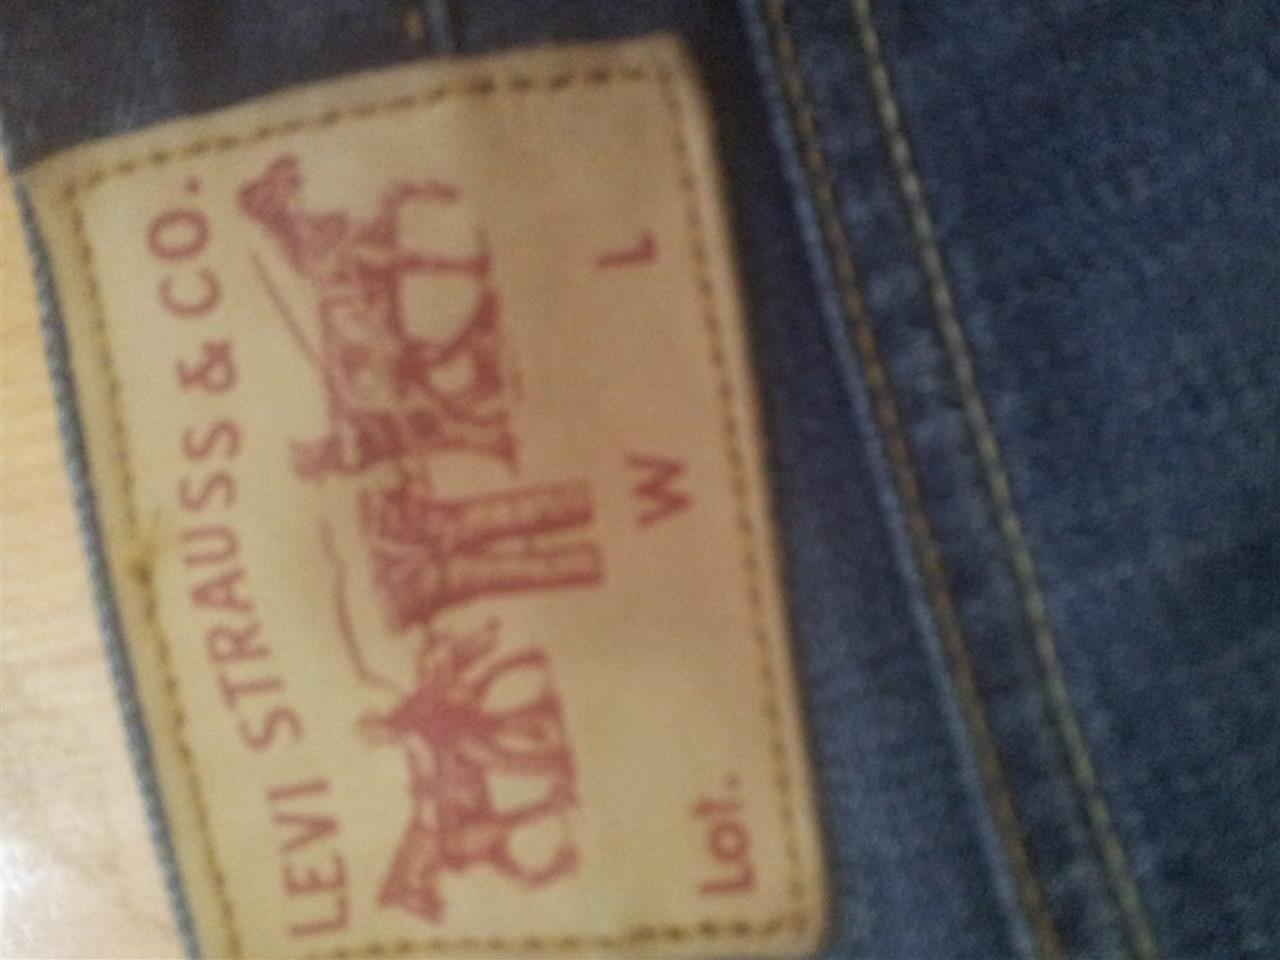 LEVI STRAUSS & CO.
Lot. W L